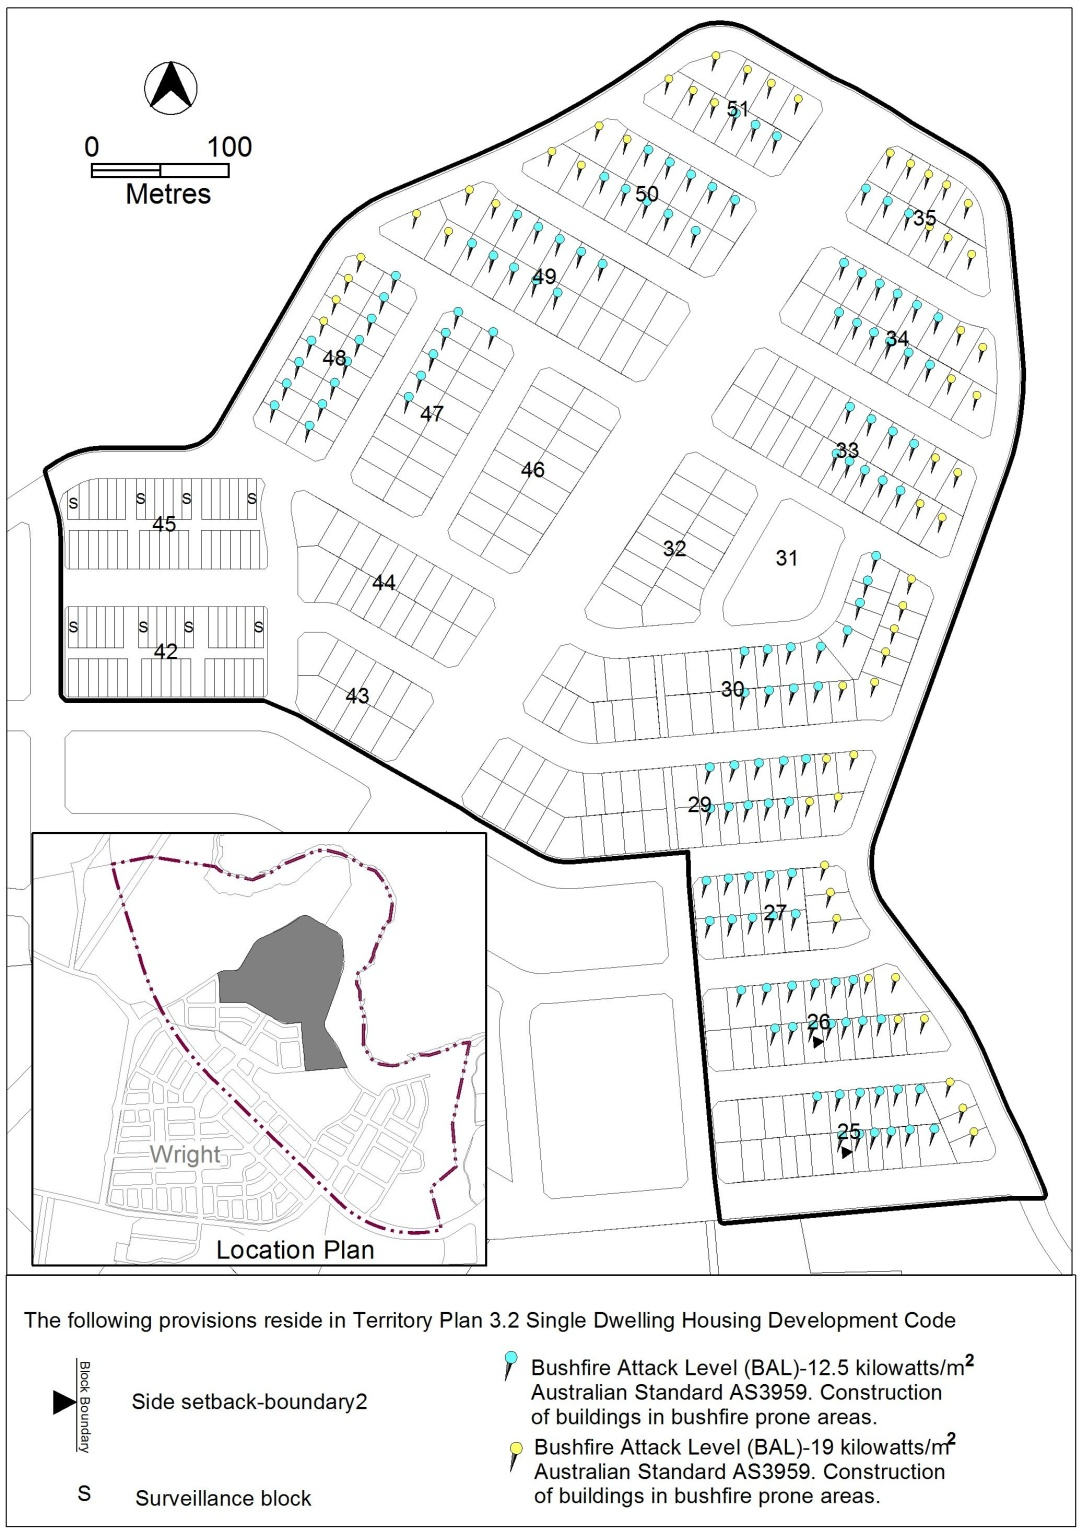 0 100
Metres
51
50
35
49
34
48
47
33
46
45
S S S S
32
31
44
42
S S S S
30
43
29
27
26
25
Wright
Location Plan
The following provisions reside in Territory Plan 3.2 Single Dwelling Housing Development Code
Block Boundary
Side setback-boundary2
S Surveillance block
Bushfire Attack Level (BAL)-12.5 kilowatts/m²
Australian Standard AS3959. Construction
of buildings in bushfire prone areas.
Bushfire Attack Level (BAL)-19 kilowatts/m²
Australian Standard AS3959. Construction
of buildings in bushfire prone areas.